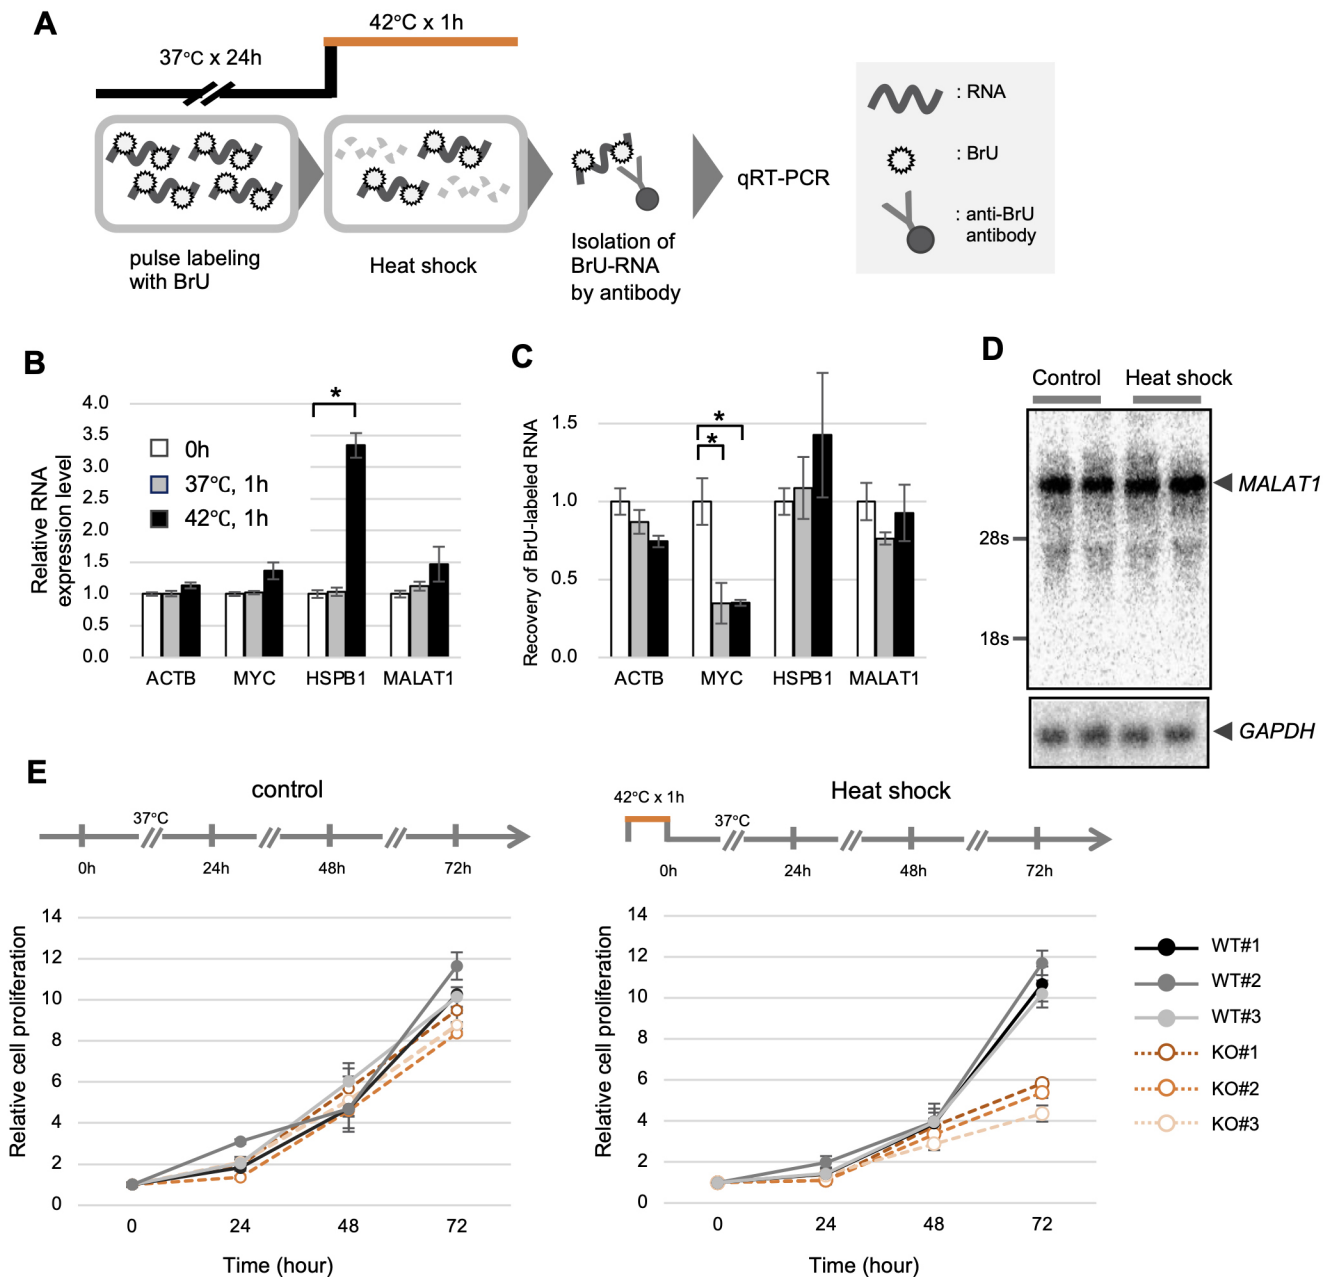 A
42°C x 1h
37°C x 24h
: RNA
: BrU
: anti-BrU
antibody
qRT-PCR
pulse labeling
with BrU
Heat shock
Isolation of
BrU-RNA
by antibody
B
Relative RNA
expression level
4.0
3.5
3.0
2.5
2.0
1.5
1.0
0.5
0.0
*
0h
37℃, 1h
42℃, 1h
ACTB
MYC
HSPB1
MALAT1
C
Recovery of BrU-labeled RNA
1.5
1.0
0.5
0.0
*
*
ACTB
MYC
HSPB1
MALAT1
D
Control
Heat shock
MALAT1
28s
18s
GAPDH
E
control
37°C
0h
24h
48h
72h
Relative cell proliferation
14
12
10
8
6
4
2
0
0
24
48
72
Time (hour)
Heat shock
42°C x 1h
37°C
0h
24h
48h
72h
Relative cell proliferation
14
12
10
8
6
4
2
0
0
24
48
72
Time (hour)
WT#1
WT#2
WT#3
KO#1
KO#2
KO#3